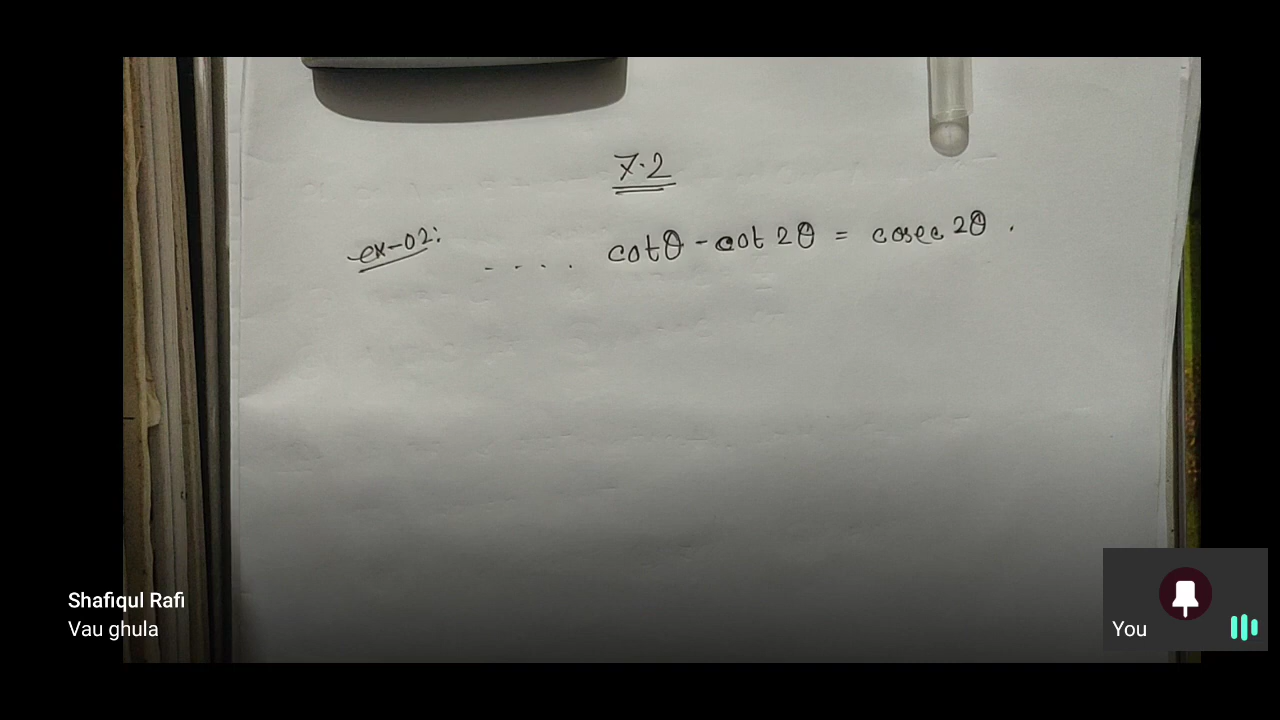 7.2
ex-02: .... cotθ - cot 2θ = cosec 2θ.
Shafiqul Rafi
Vau ghula
You